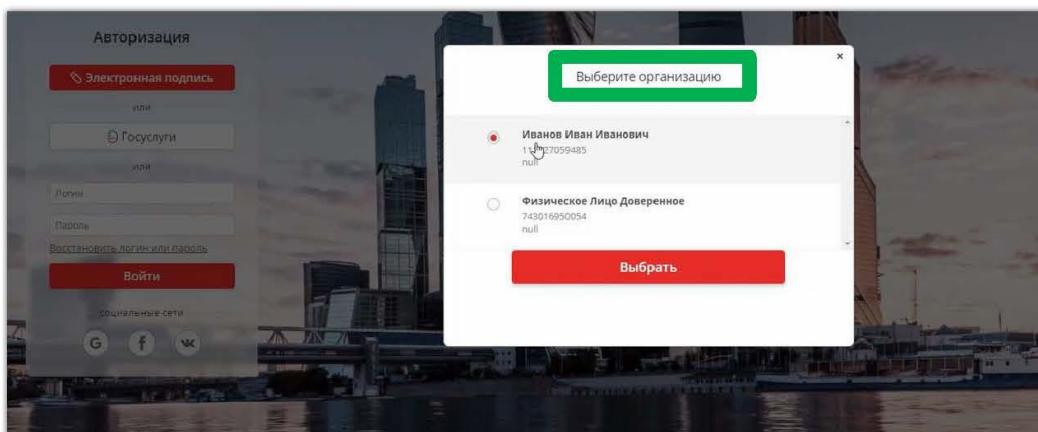 Авторизация
Электронная подпись
или
Госуслуги
или
Логин
Пароль
Восстановить логин или пароль
Войти
социальные сети
G f
×
Выберите организацию
Иванов Иван Иванович
null
Физическое Лицо Доверенное
743016950054
null
Выбрать